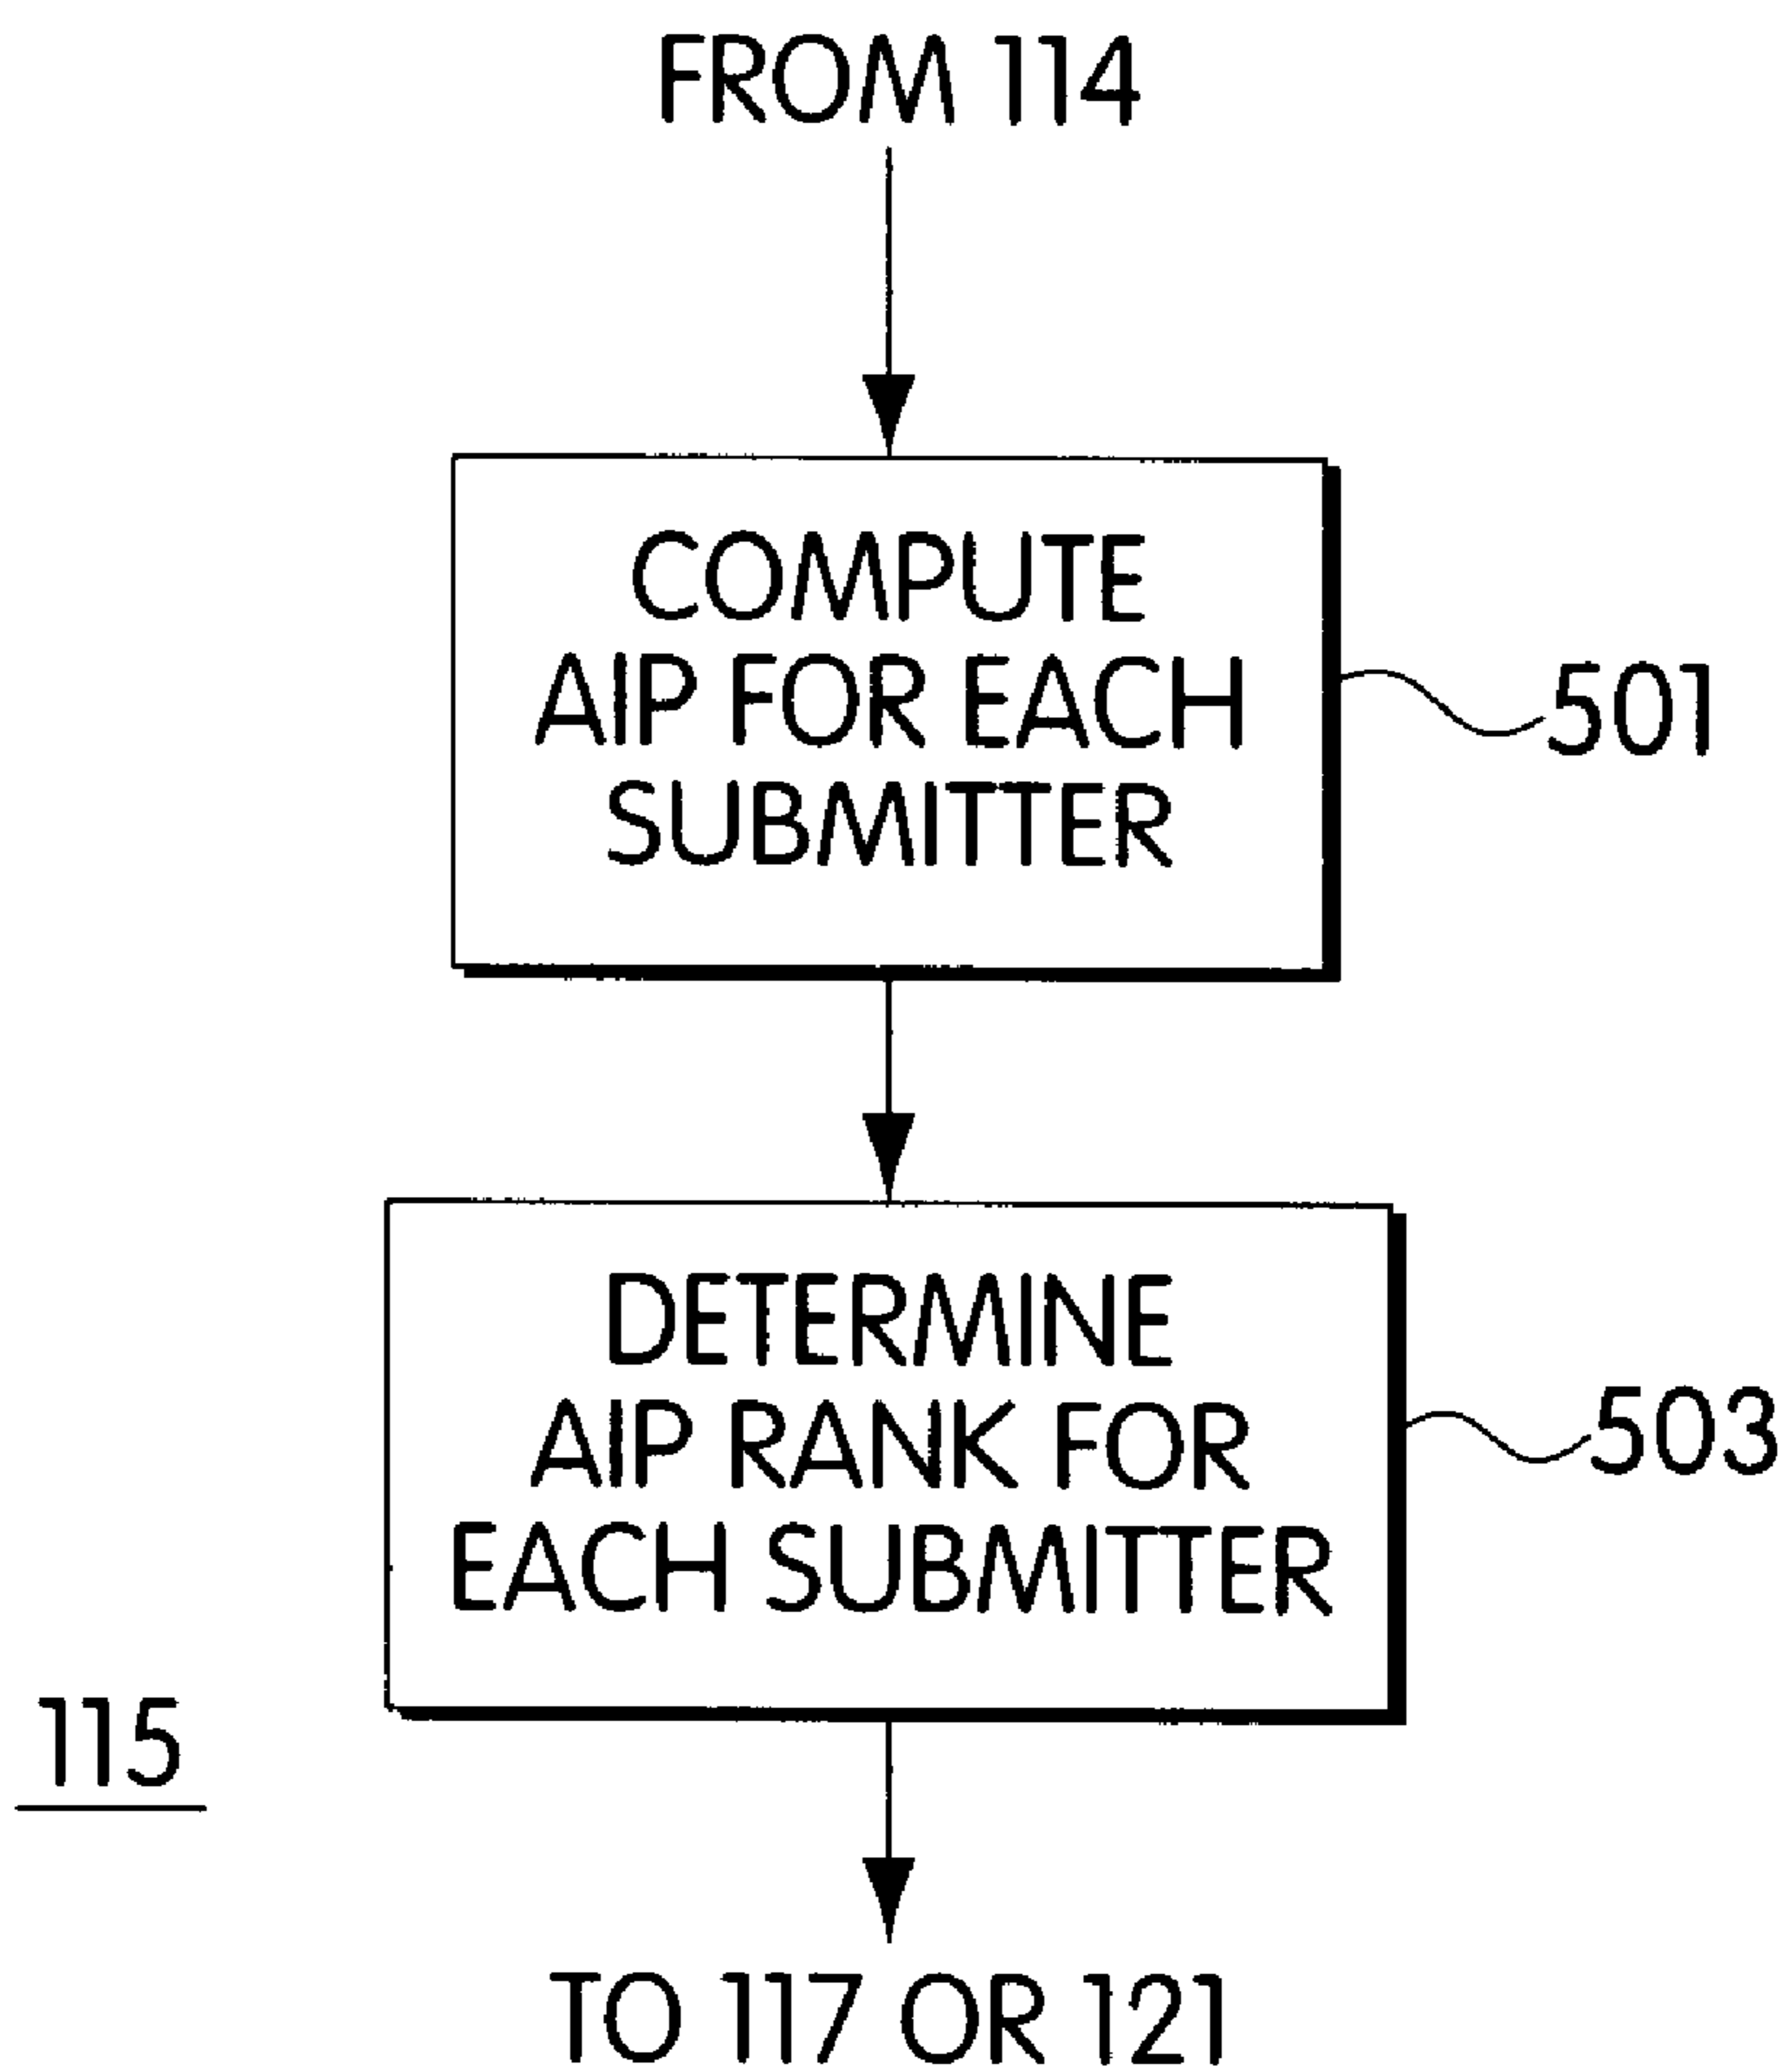 FROM 114
COMPUTE
AIP FOR EACH
SUBMITTER
501
DETERMINE
AIP RANK FOR
EACH SUBMITTER
503
115
TO 117 OR 121